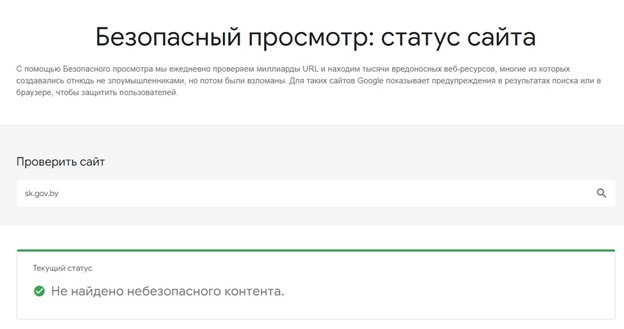 Безопасный просмотр: статус сайта
С помощью Безопасного просмотра мы ежедневно проверяем миллиарды URL и находим тысячи вредоносных веб-ресурсов, многие из которых
создавались отнюдь не злоумышленниками, но потом были взломаны. Для таких сайтов Google показывает предупреждения в результатах поиска или в
браузере, чтобы защитить пользователей.
Проверить сайт
sk.gov.by
Текущий статус
Не найдено небезопасного контента.